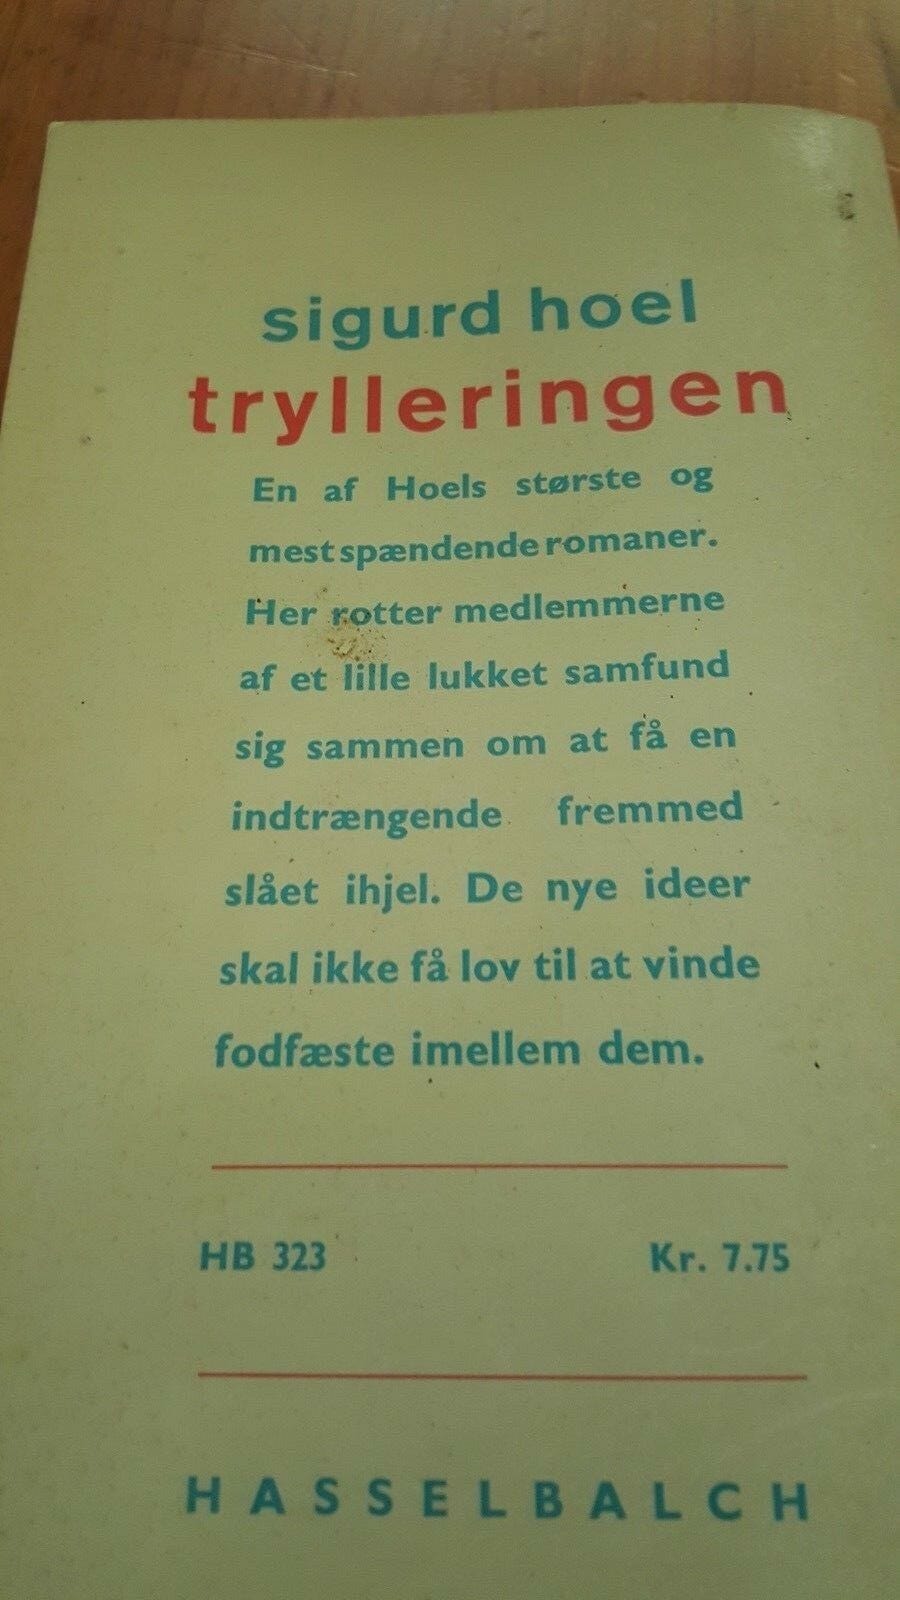 sigurd hoel
trylleringen
En af Hoels største og
mest spændende romaner.
Her rotter medlemmerne
af et lille lukket samfund
sig sammen om at få en
indtrængende fremmed
slået ihjel. De nye ideer
skal ikke få lov til at vinde
fodfæste imellem dem.
HB 323 Kr. 7.75
HASSELBALCH